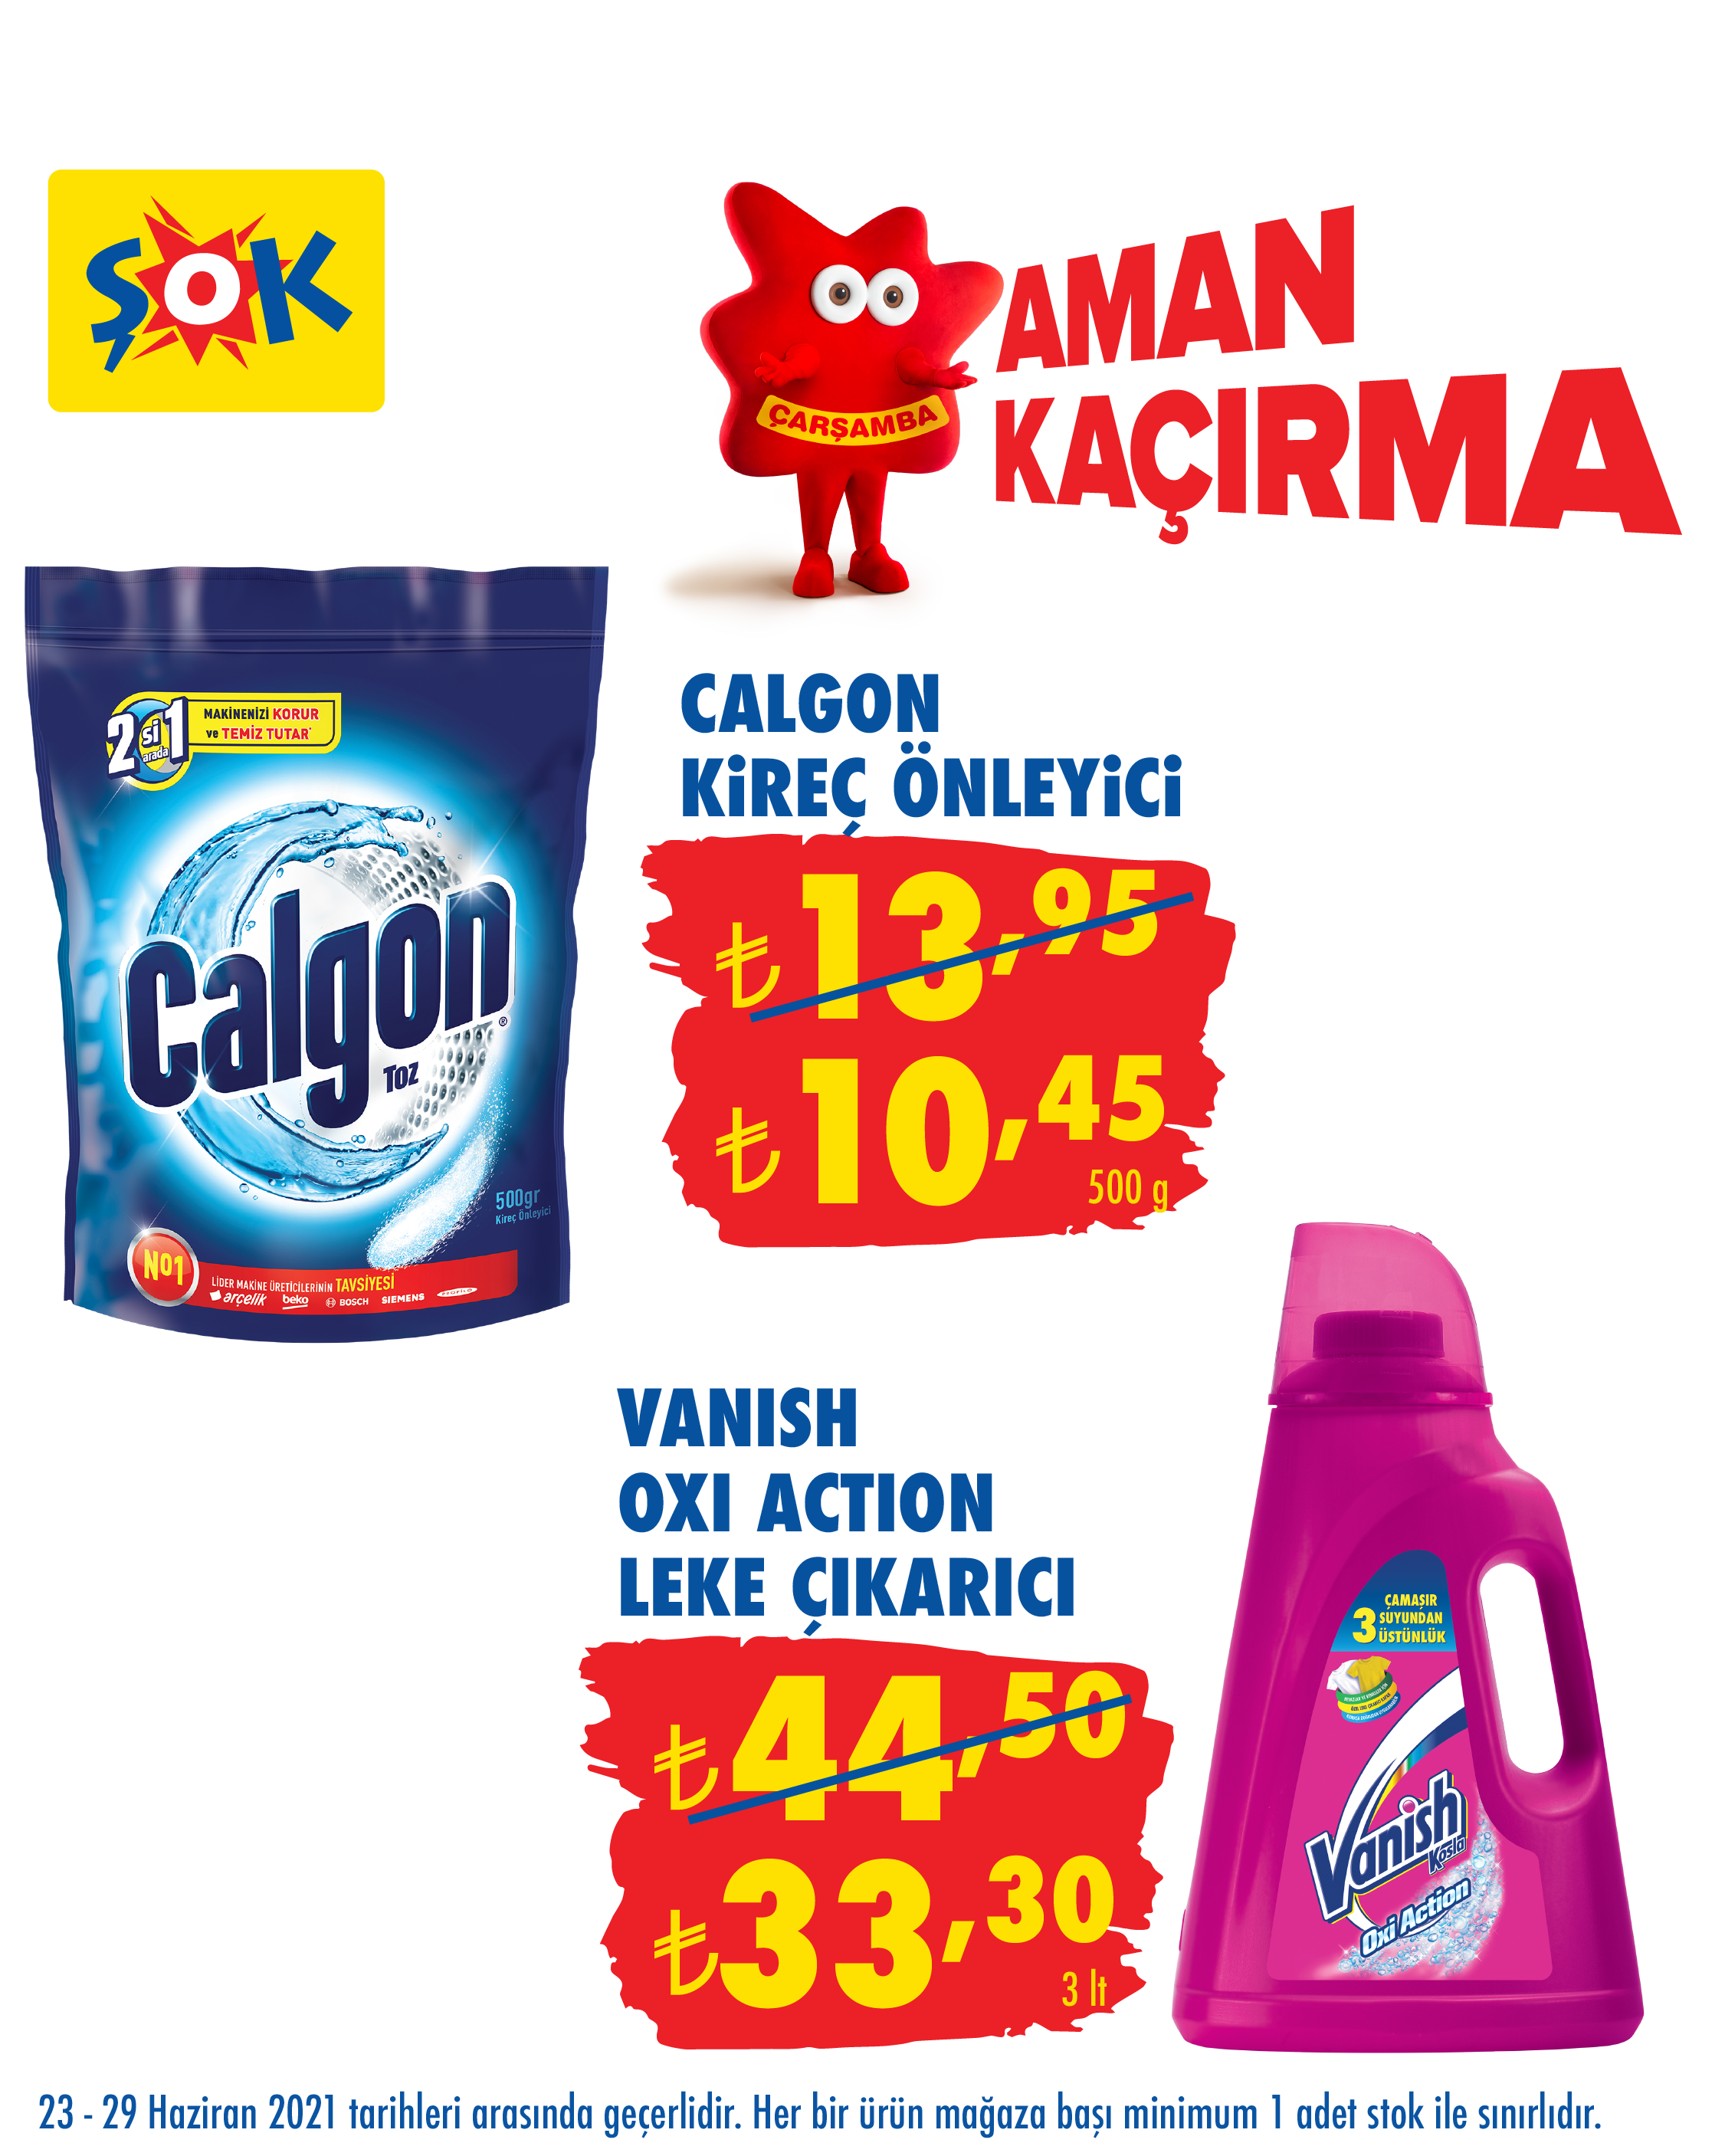 ŞOK
AMAN
KAÇIRMA
ÇARŞAMBA
CALGON
KİREÇ ÖNLEYİCİ
₺13,95
₺10,45
500 g
2si1
arada
MAKİNENİZİ KORUR
ve TEMİZ TUTAR*
Calgon®
TOZ
500gr
Kireç Önleyici
Nº1
LİDER MAKİNE ÜRETİCİLERİNİN TAVSİYESİ
arçelik beko BOSCH SIEMENS PROFİLO
VANISH
OXI ACTION
LEKE ÇIKARICI
₺44,50
₺33,30
3 lt
3 ÇAMAŞIR
SUYUNDAN
ÜSTÜNLÜK
Vanish
Kosla
Oxi Action
23 - 29 Haziran 2021 tarihleri arasında geçerlidir. Her bir ürün mağaza başı minimum 1 adet stok ile sınırlıdır.